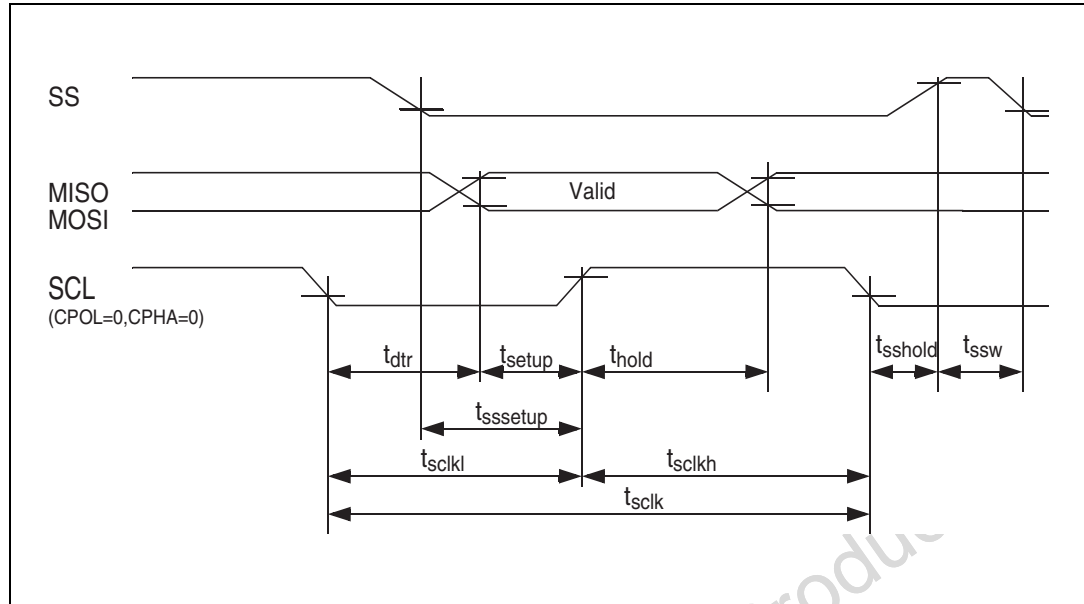 SS
MISO
MOSI
Valid
SCL
(CPOL=0,CPHA=0)
tdtr
tsetup
thold
tsshold
tssw
tsssetup
tsclkl
tsclkh
tsclk